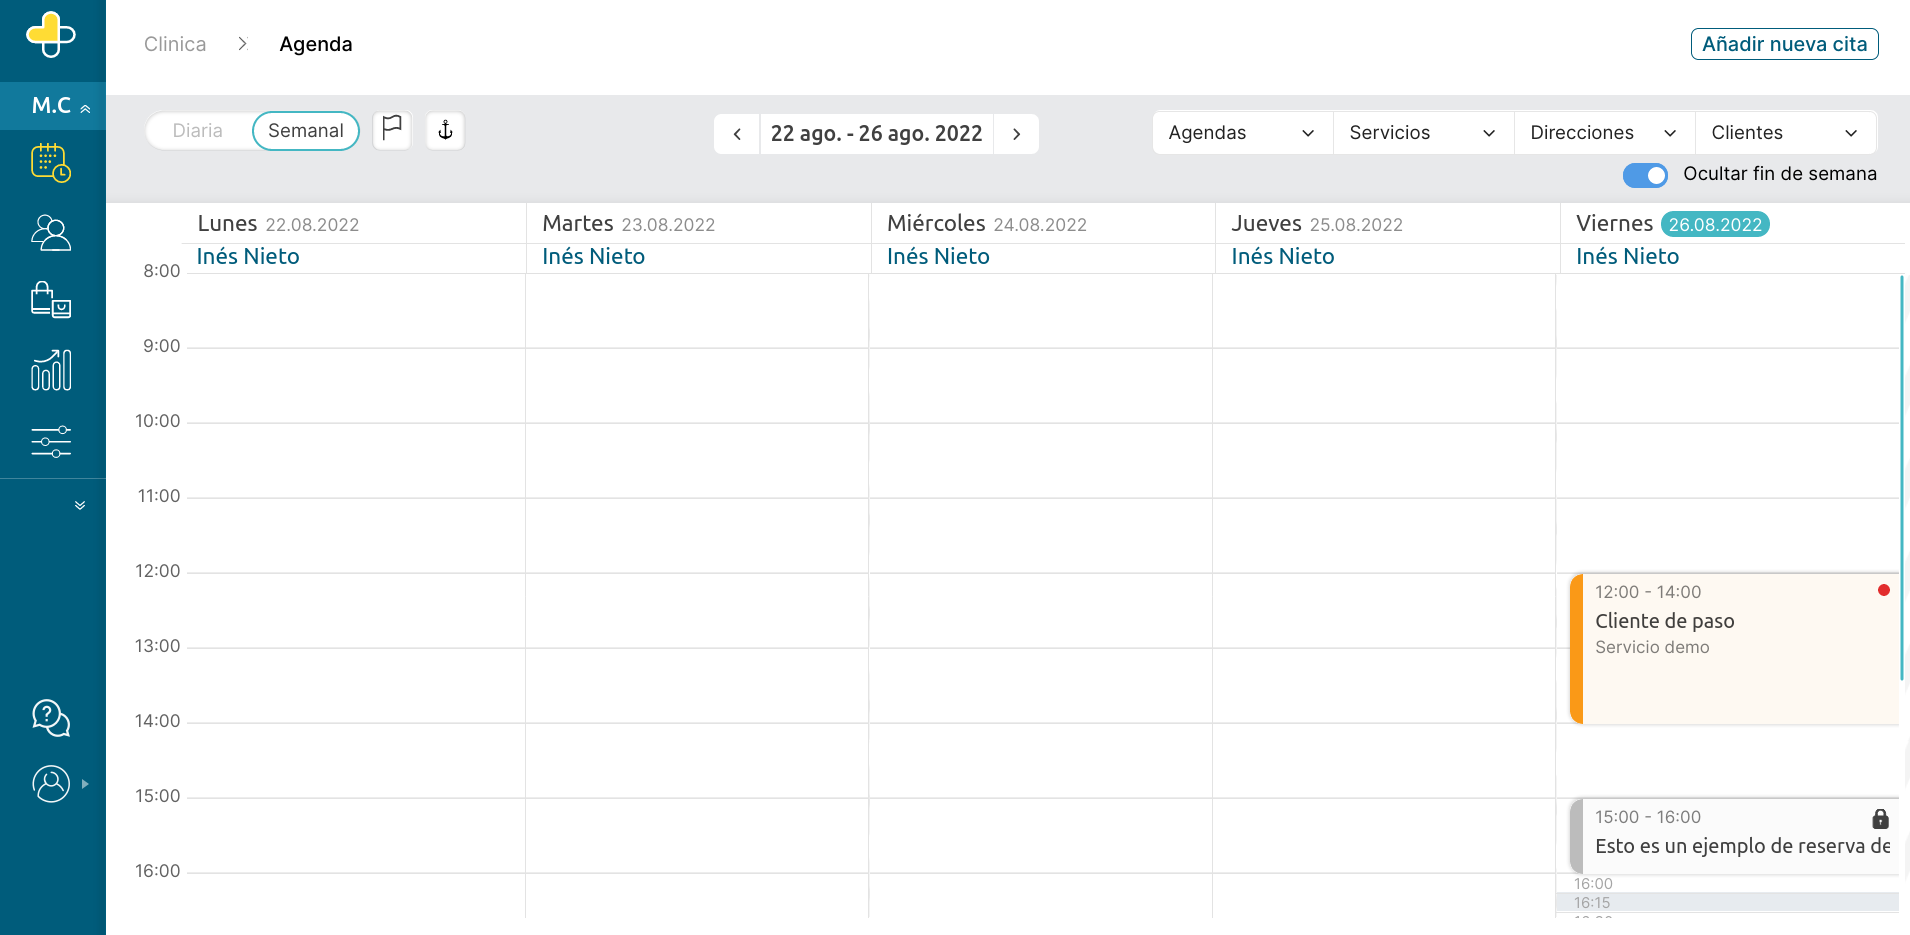 Clinica > Agenda
Añadir nueva cita
M.C
Diaria Semanal
22 ago. - 26 ago. 2022
Agendas Servicios Direcciones Clientes
Ocultar fin de semana
Lunes 22.08.2022 Martes 23.08.2022 Miércoles 24.08.2022 Jueves 25.08.2022 Viernes 26.08.2022
Inés Nieto Inés Nieto Inés Nieto Inés Nieto Inés Nieto
8:00
9:00
10:00
11:00
12:00
12:00 - 14:00
Cliente de paso
Servicio demo
13:00
14:00
15:00
15:00 - 16:00
Esto es un ejemplo de reserva de
16:00
16:00
16:15